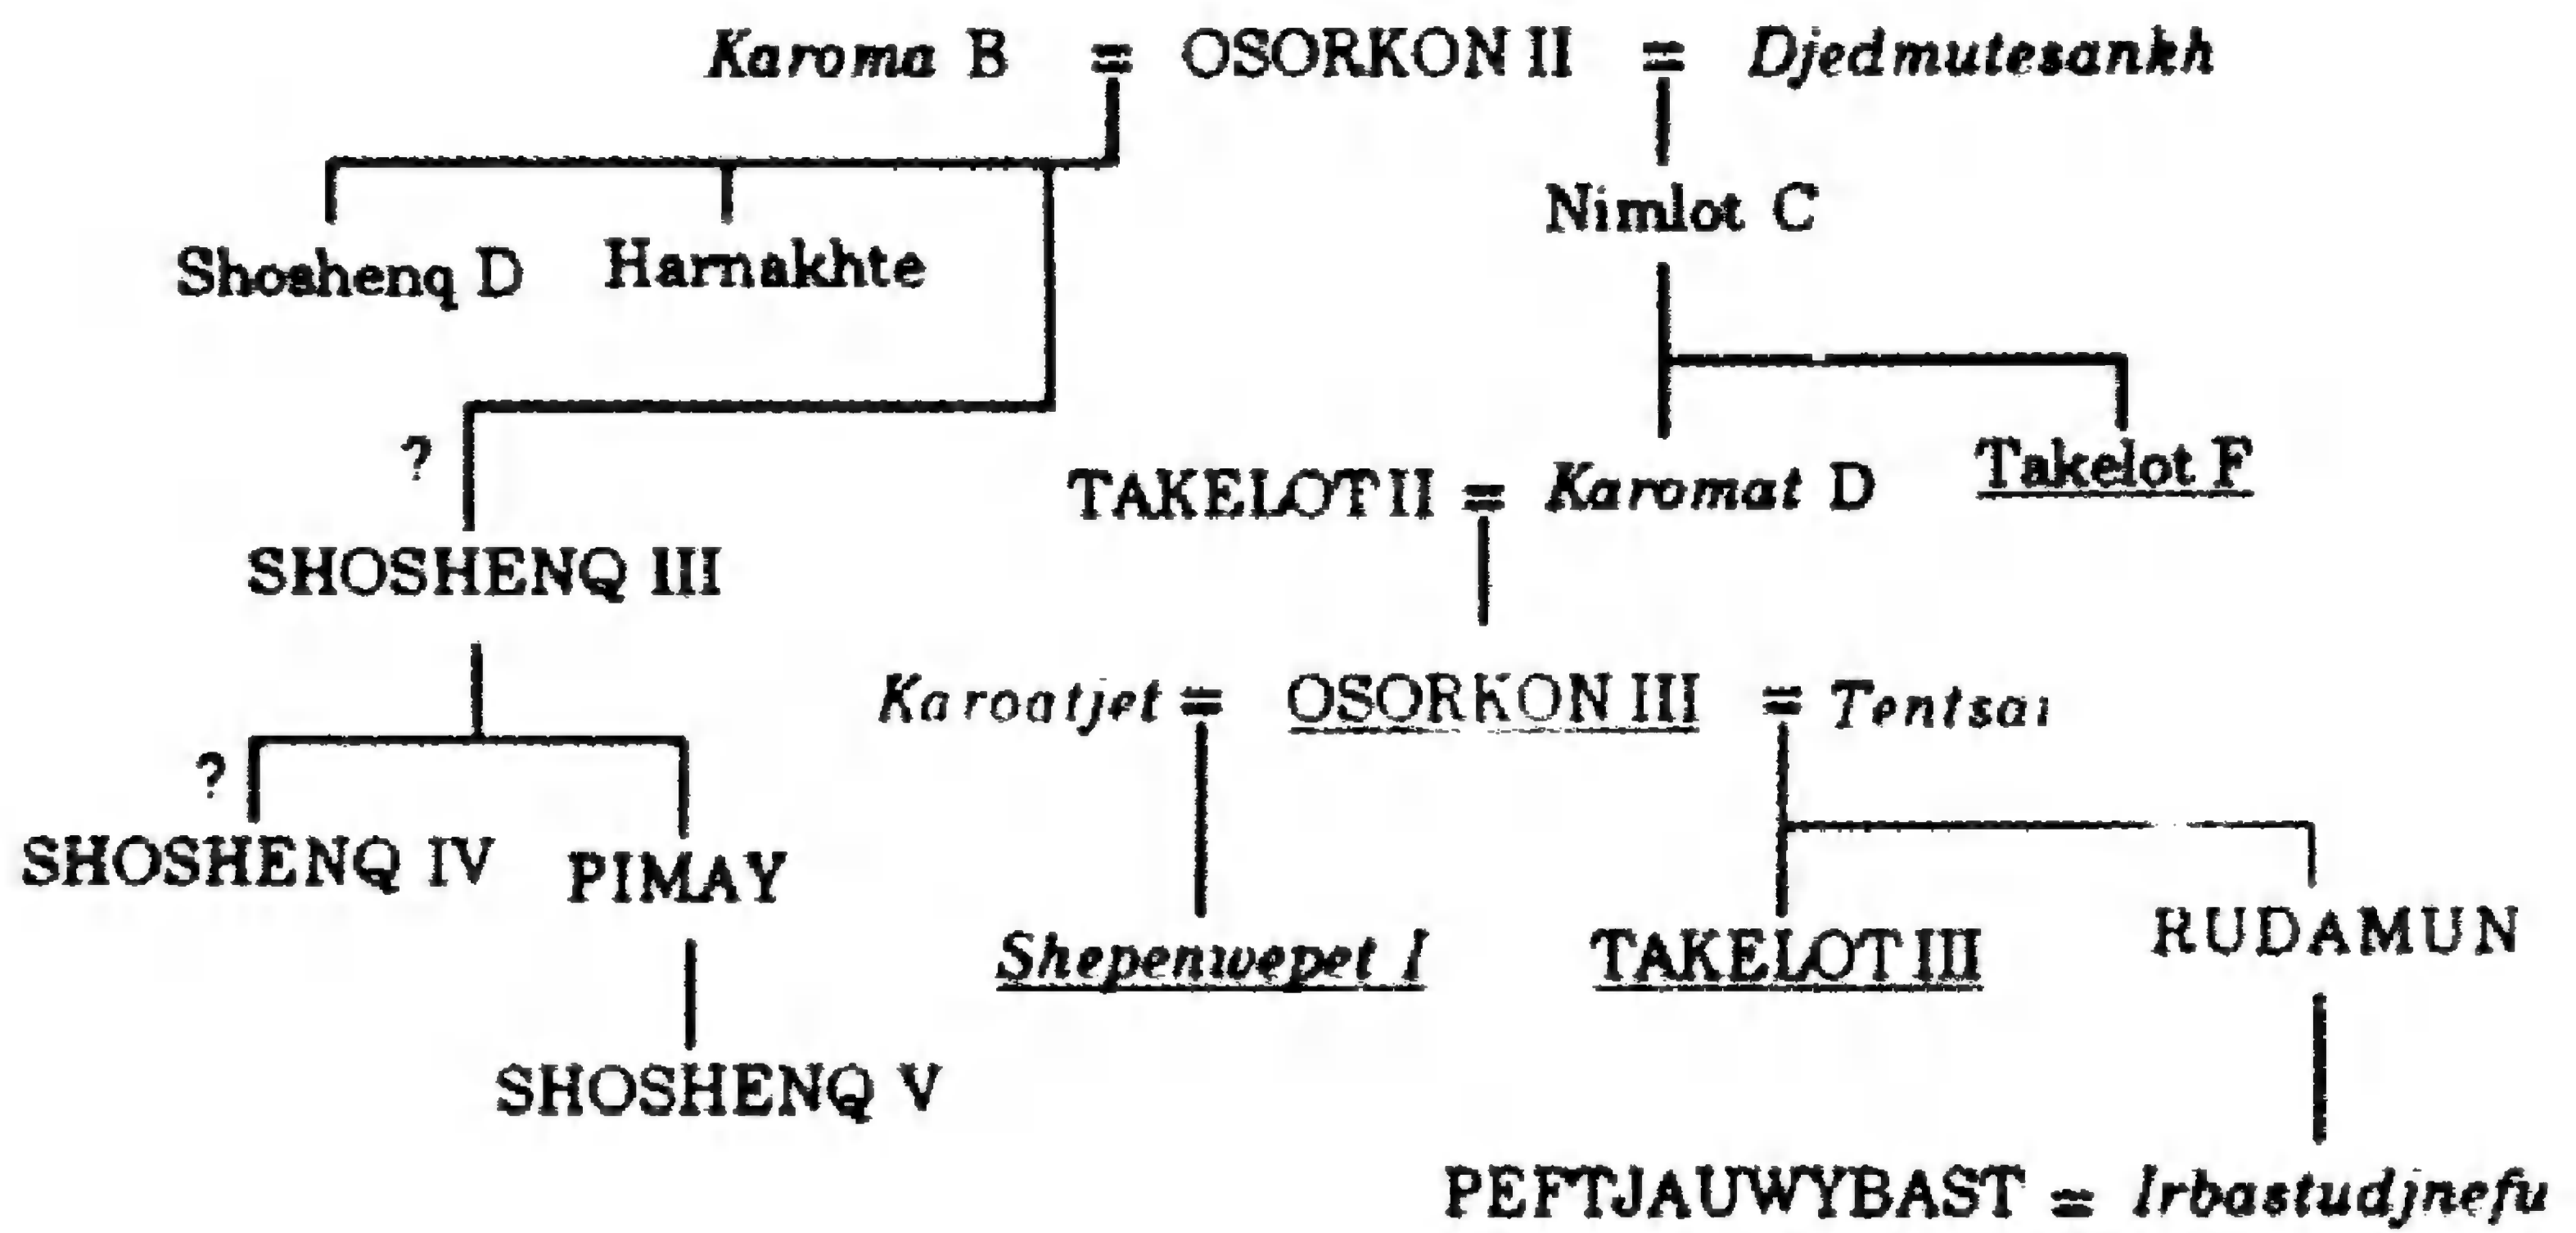 Karoma B = OSORKON II = Djedmutesankh
Nimlot C
Shoshenq D Harnakhte
? TAKELOT II = Karomat D Takelot F
SHOSHENQ III
Karoatjet = OSORKON III = Tentsai
?
SHOSHENQ IV PIMAY
Shepenwepet I TAKELOT III RUDAMUN
SHOSHENQ V
PEFTJAUWYBAST = Irbastudjnefu